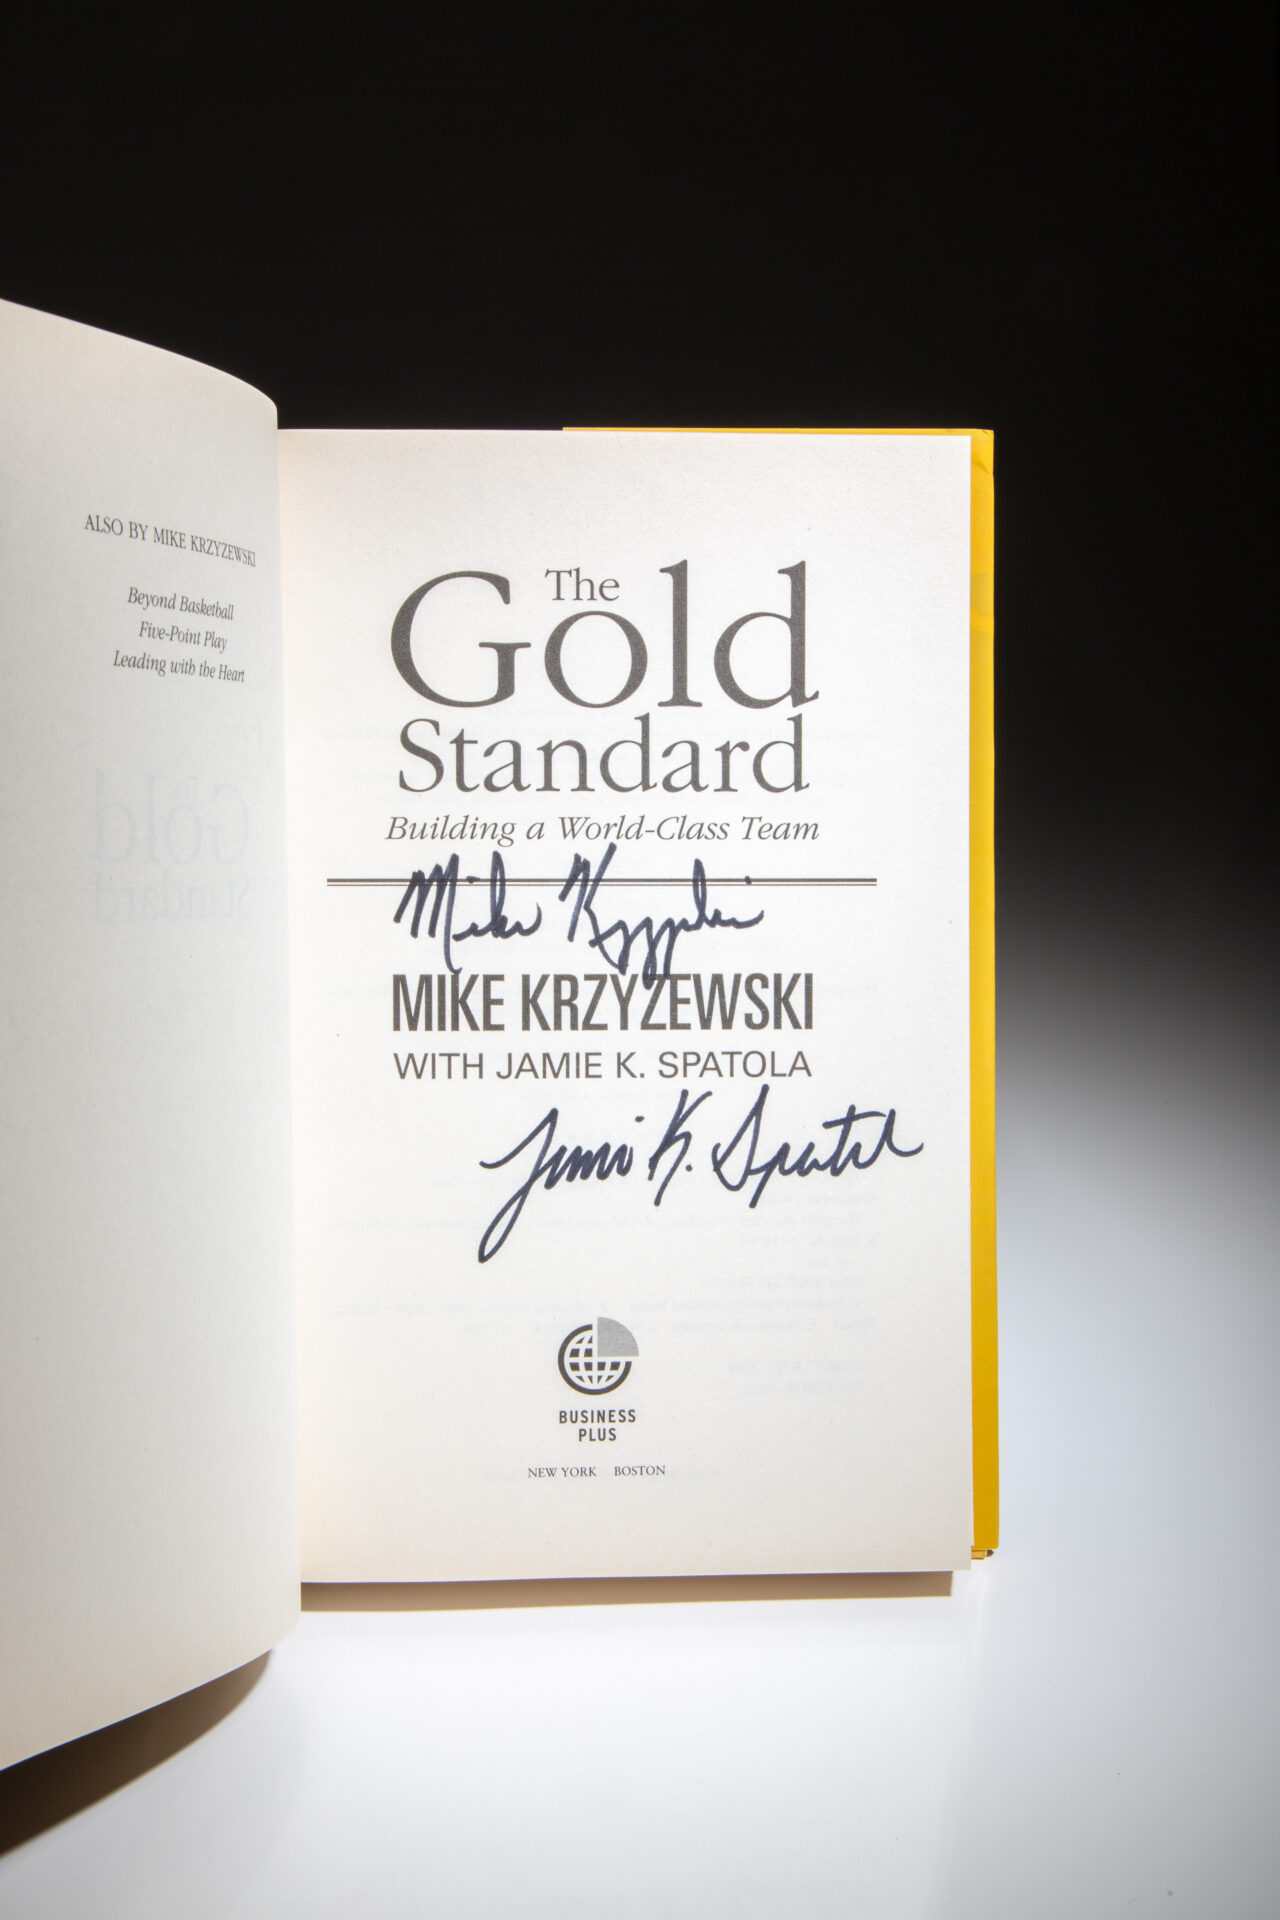 ALSO BY MIKE KRZYZEWSKI
Beyond Basketball
Five-Point Play
Leading with the Heart
The
Gold
Standard
Building a World-Class Team
Mike Krzyzewski
MIKE KRZYZEWSKI
WITH JAMIE K. SPATOLA
Jamie K. Spatola
BUSINESS
PLUS
NEW YORK BOSTON